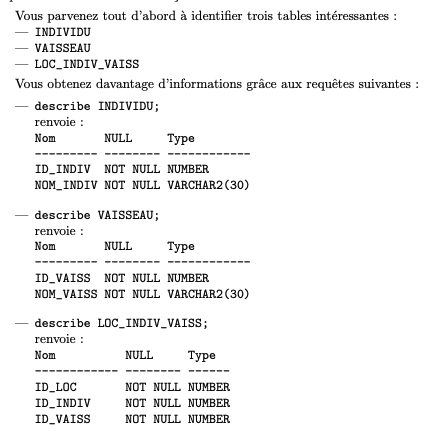 Vous parvenez tout d'abord à identifier trois tables intéressantes :
— INDIVIDU
— VAISSEAU
— LOC_INDIV_VAISS
Vous obtenez davantage d'informations grâce aux requêtes suivantes :
— describe INDIVIDU;
renvoie :
Nom NULL Type
--------- -------- ------------
ID_INDIV NOT NULL NUMBER
NOM_INDIV NOT NULL VARCHAR2(30)
— describe VAISSEAU;
renvoie :
Nom NULL Type
--------- -------- ------------
ID_VAISS NOT NULL NUMBER
NOM_VAISS NOT NULL VARCHAR2(30)
— describe LOC_INDIV_VAISS;
renvoie :
Nom NULL Type
------------ -------- ------
ID_LOC NOT NULL NUMBER
ID_INDIV NOT NULL NUMBER
ID_VAISS NOT NULL NUMBER